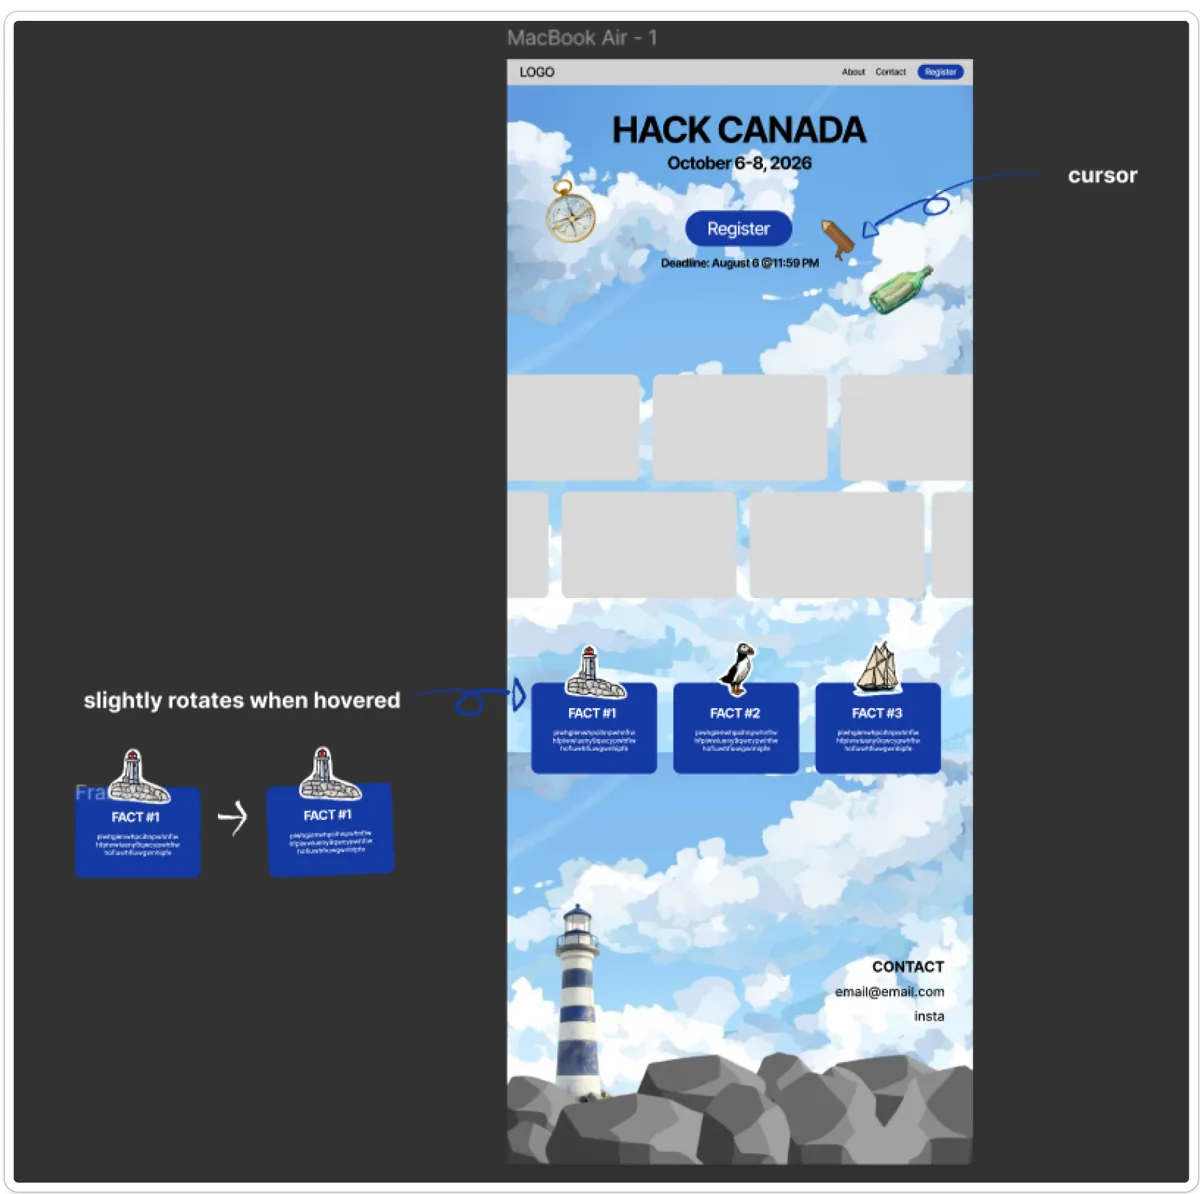 MacBook Air - 1
LOGO
About Contact Register
HACK CANADA
October 6-8, 2026
cursor
Register
Deadline: August 6 @11:59 PM
slightly rotates when hovered
FACT #1
FACT #2
FACT #3
Fra
FACT #1
FACT #1
CONTACT
email@email.com
insta